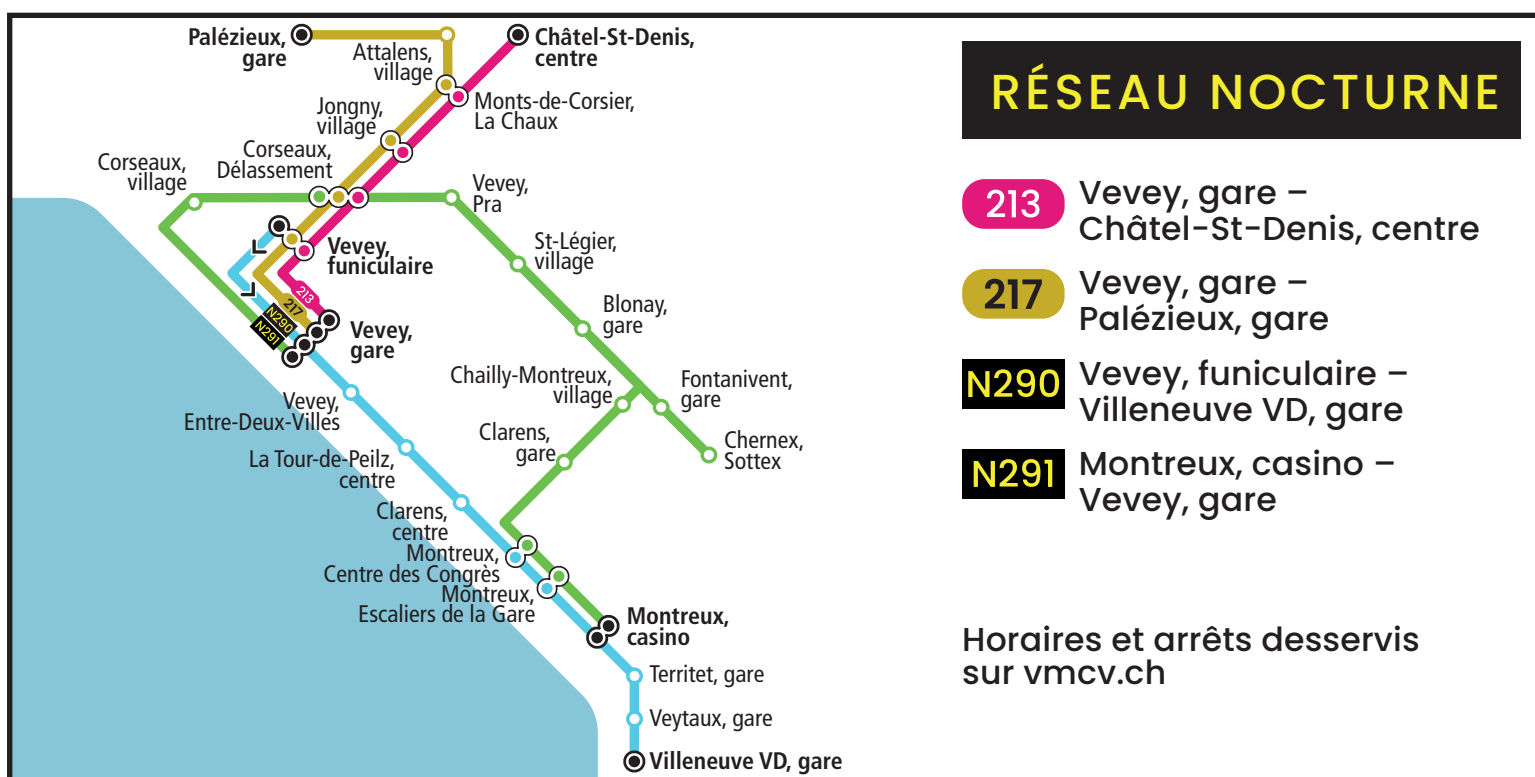 Palézieux,
gare
Attalens,
village
Châtel-St-Denis,
centre
Jongny,
village
Monts-de-Corsier,
La Chaux
Corseaux,
village
Corseaux,
Délassement
Vevey,
Pra
Vevey,
funiculaire
St-Légier,
village
213
217
N290
N291
Vevey,
gare
Blonay,
gare
Vevey,
Entre-Deux-Villes
Chailly-Montreux,
village
Fontanivent,
gare
La Tour-de-Peilz,
centre
Clarens,
gare
Chernex,
Sottex
Clarens,
centre
Montreux,
Centre des Congrès
Montreux,
Escaliers de la Gare
Montreux,
casino
Territet, gare
Veytaux, gare
Villeneuve VD, gare
RÉSEAU NOCTURNE
213 Vevey, gare –
Châtel-St-Denis, centre
217 Vevey, gare –
Palézieux, gare
N290 Vevey, funiculaire –
Villeneuve VD, gare
N291 Montreux, casino –
Vevey, gare
Horaires et arrêts desservis
sur vmcv.ch